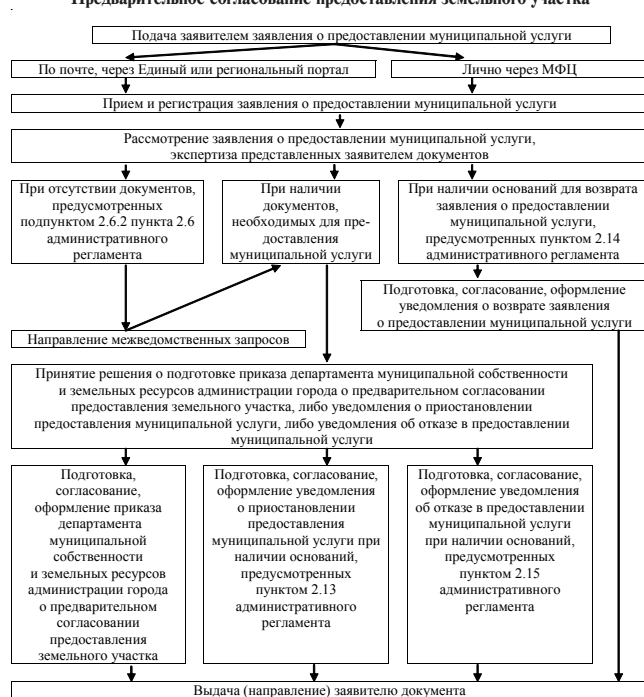 Предварительное согласование предоставления земельного участка
Подача заявителем заявления о предоставлении муниципальной услуги
По почте, через Единый или региональный портал
Лично через МФЦ
Прием и регистрация заявления о предоставлении муниципальной услуги
Рассмотрение заявления о предоставлении муниципальной услуги,
экспертиза представленных заявителем документов
При отсутствии документов,
предусмотренных
подпунктом 2.6.2 пункта 2.6
административного
регламента
При наличии
документов,
необходимых для пре-
доставления
муниципальной услуги
При наличии оснований для возврата
заявления о предоставлении
муниципальной услуги,
предусмотренных пунктом 2.14
административного регламента
Подготовка, согласование, оформление
уведомления о возврате заявления
о предоставлении муниципальной услуги
Направление межведомственных запросов
Принятие решения о подготовке приказа департамента муниципальной собственности
и земельных ресурсов администрации города о предварительном согласовании
предоставления земельного участка, либо уведомления о приостановлении
предоставления муниципальной услуги, либо уведомления об отказе в предоставлении
муниципальной услуги
Подготовка,
согласование,
оформление приказа
департамента
муниципальной
собственности
и земельных ресурсов
администрации города
о предварительном
согласовании
предоставления
земельного участка
Подготовка, согласование,
оформление уведомления
о приостановлении
предоставления
муниципальной услуги при
наличии оснований,
предусмотренных
пунктом 2.13
административного
регламента
Подготовка, согласование,
оформление уведомления
об отказе в предоставлении
муниципальной услуги
при наличии оснований,
предусмотренных
пунктом 2.15
административного
регламента
Выдача (направление) заявителю документа